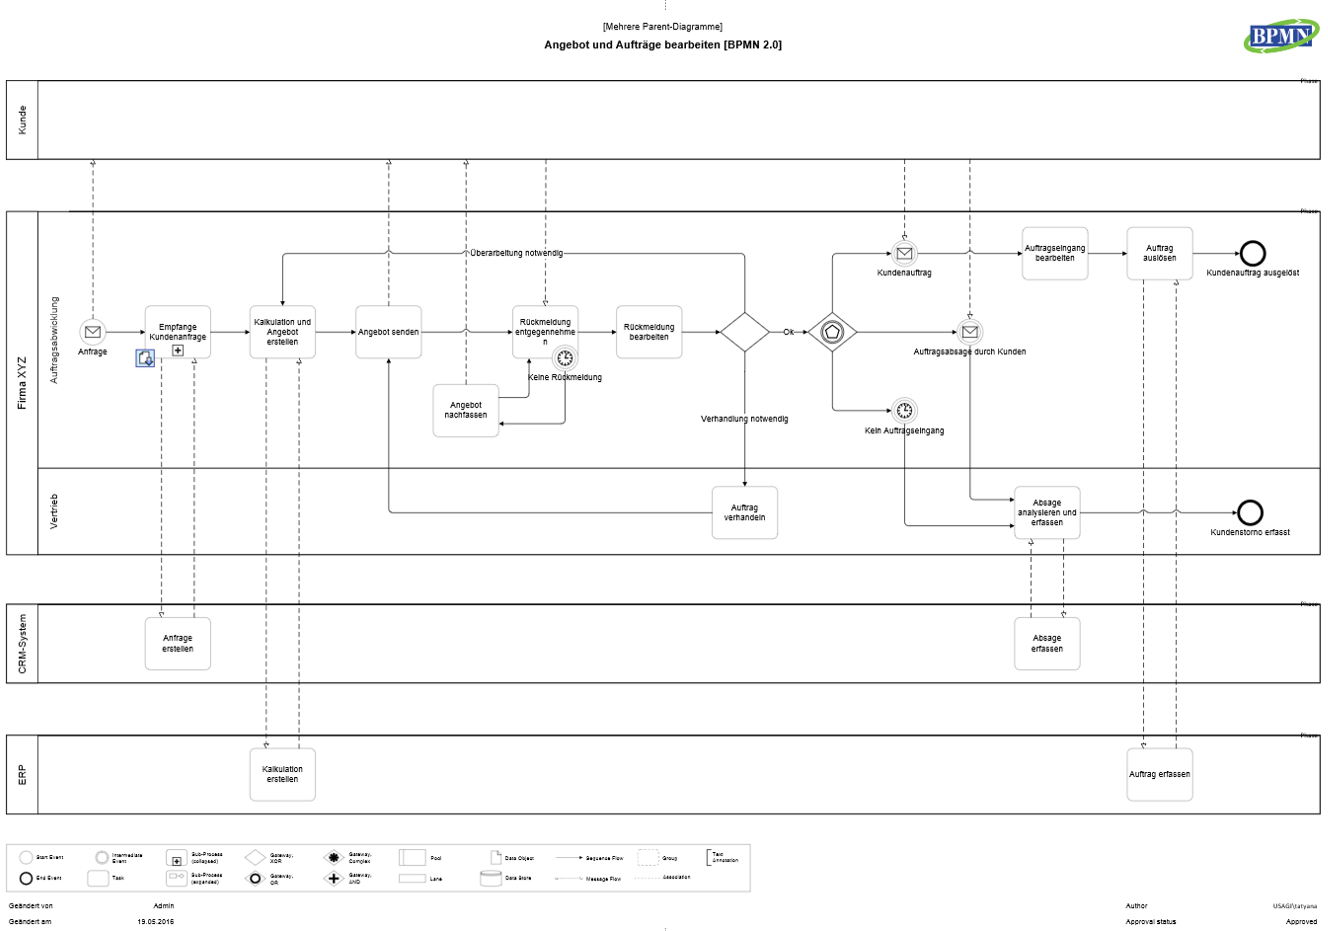 [Mehrere Parent-Diagramme]
Angebot und Aufträge bearbeiten [BPMN 2.0]
BPMN
Phase
Kunde
Phase
Firma XYZ
Auftragsabwicklung
Überarbeitung notwendig
Kundenauftrag
Auftragseingang
bearbeiten
Auftrag
auslösen
Kundenauftrag ausgelöst
Anfrage
Empfange
Kundenanfrage
Kalkulation und
Angebot
erstellen
Angebot senden
Rückmeldung
entgegennehme
n
Keine Rückmeldung
Rückmeldung
bearbeiten
Ok
Auftragsabsage durch Kunden
Angebot
nachfassen
Verhandlung notwendig
Kein Auftragseingang
Vertrieb
Auftrag
verhandeln
Absage
analysieren und
erfassen
Kundenstorno erfasst
Phase
CRM-System
Anfrage
erstellen
Absage
erfassen
Phase
ERP
Kalkulation
erstellen
Auftrag erfassen
Start Event
Intermediate
Event
Sub-Process
(collapsed)
Gateway,
XOR
Gateway,
Complex
Pool
Data Object
Sequence Flow
Group
Text
Annotation
End Event
Task
Sub-Process
(expanded)
Gateway,
OR
Gateway,
AND
Lane
Data Store
Message Flow
Association
Geändert von
Admin
Geändert am
19.05.2016
Author
USAGI\tatyana
Approval status
Approved